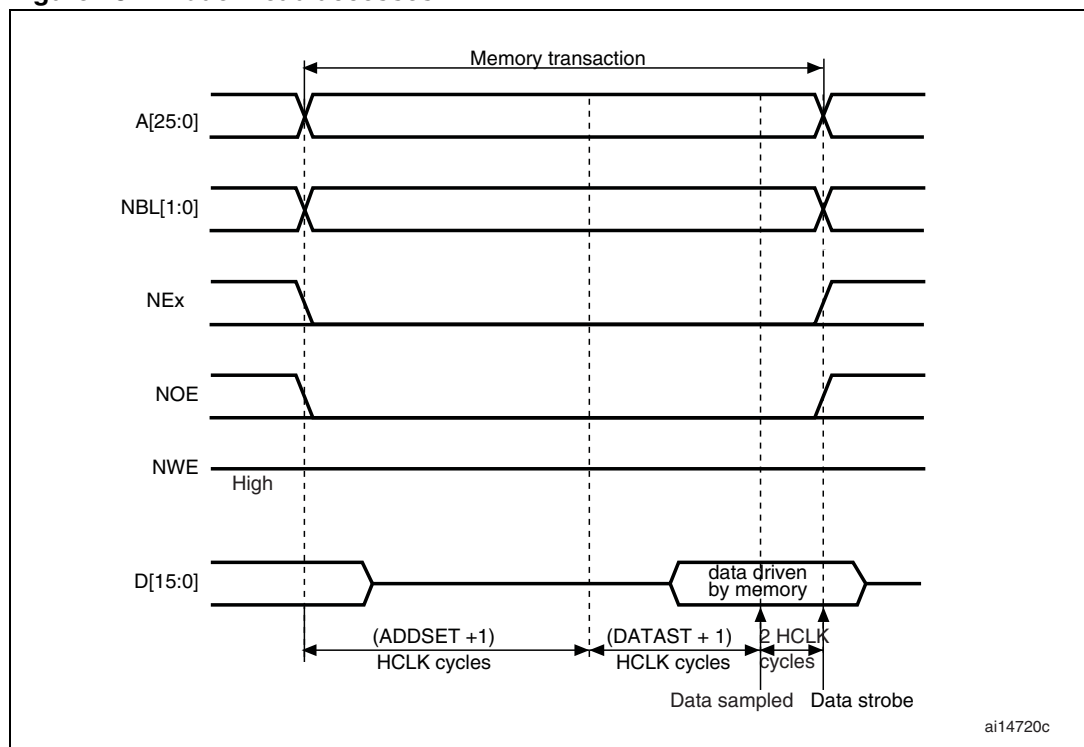 Memory transaction
A[25:0]
NBL[1:0]
NEx
NOE
NWE
High
D[15:0]
data driven
by memory
(ADDSET +1)
HCLK cycles
(DATAST + 1)
HCLK cycles
2 HCLK
cycles
Data sampled
Data strobe
ai14720c